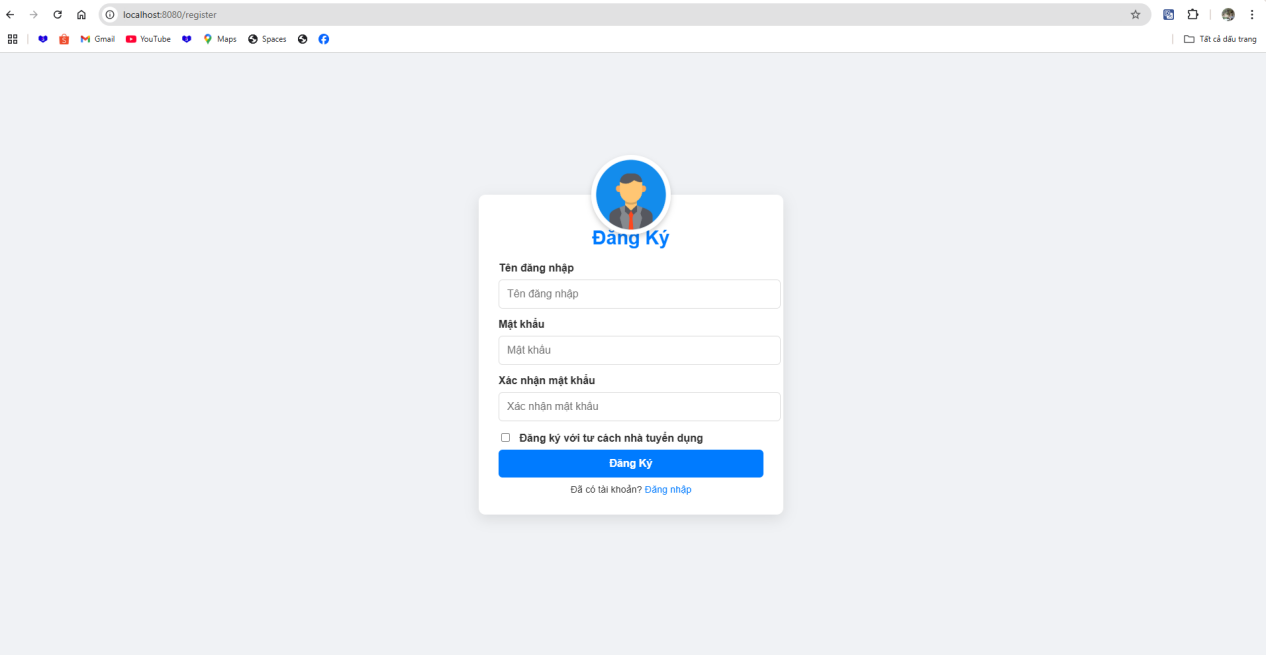 localhost:8080/register
Gmail YouTube Maps Spaces Tất cả dấu trang
Đăng Ký
Tên đăng nhập
Tên đăng nhập
Mật khẩu
Mật khẩu
Xác nhận mật khẩu
Xác nhận mật khẩu
Đăng ký với tư cách nhà tuyển dụng
Đăng Ký
Đã có tài khoản? Đăng nhập